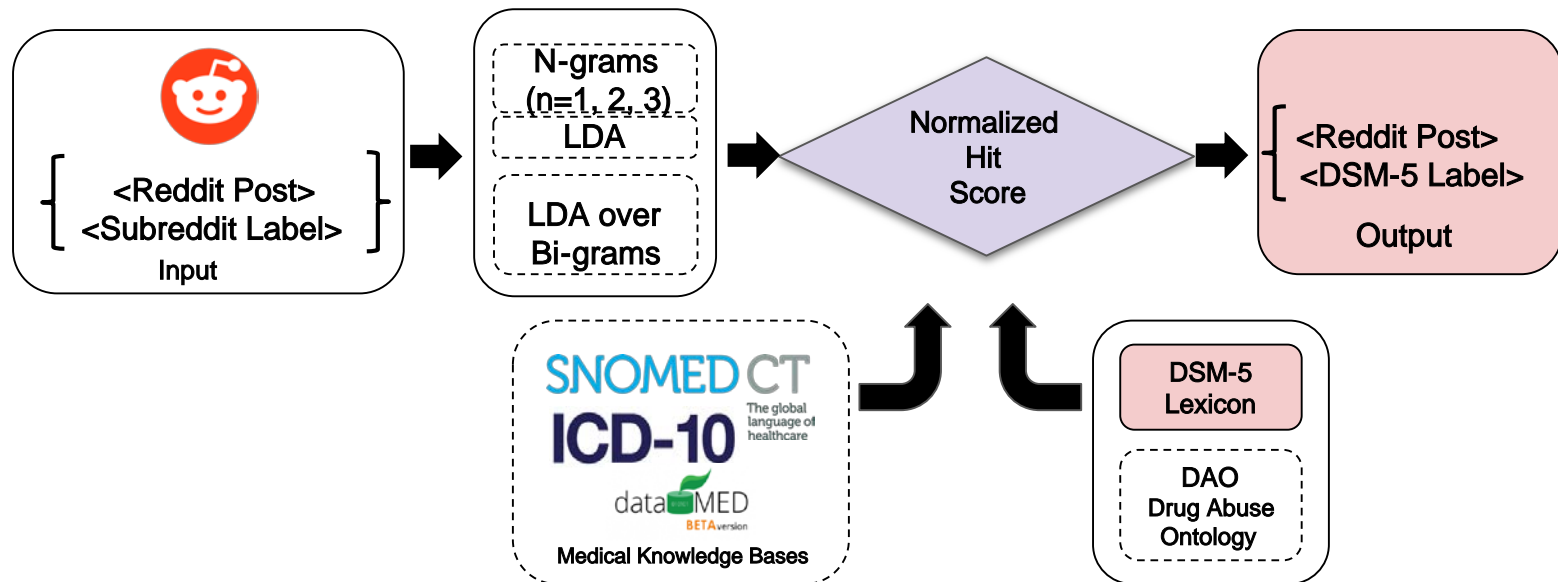 <Reddit Post>
<Subreddit Label>
Input
N-grams
(n=1, 2, 3)
LDA
LDA over
Bi-grams
Normalized
Hit
Score
<Reddit Post>
<DSM-5 Label>
Output
SNOMED CT
The global
language of
healthcare
ICD-10
data MED
BETA version
Medical Knowledge Bases
DSM-5
Lexicon
DAO
Drug Abuse
Ontology